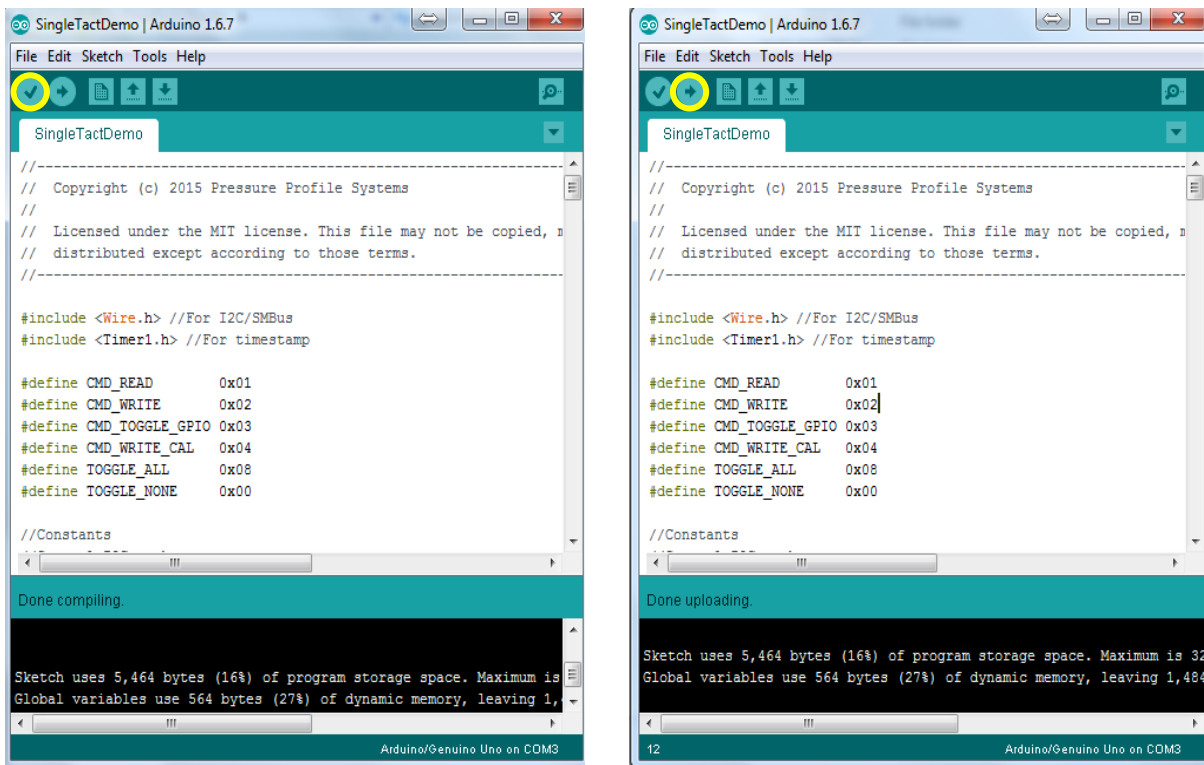 SingleTactDemo | Arduino 1.6.7
File Edit Sketch Tools Help
SingleTactDemo
//---------------------------------------------------------------
// Copyright (c) 2015 Pressure Profile Systems
//
// Licensed under the MIT license. This file may not be copied,
// distributed except according to those terms.
//---------------------------------------------------------------
#include <Wire.h> //For I2C/SMBus
#include <Timer1.h> //For timestamp
#define CMD_READ 0x01
#define CMD_WRITE 0x02
#define CMD_TOGGLE_GPIO 0x03
#define CMD_WRITE_CAL 0x04
#define TOGGLE_ALL 0x08
#define TOGGLE_NONE 0x00
//Constants
Done compiling.
Sketch uses 5,464 bytes (16%) of program storage space. Maximum is
Global variables use 564 bytes (27%) of dynamic memory, leaving 1,
Arduino/Genuino Uno on COM3
SingleTactDemo | Arduino 1.6.7
File Edit Sketch Tools Help
SingleTactDemo
//---------------------------------------------------------------
// Copyright (c) 2015 Pressure Profile Systems
//
// Licensed under the MIT license. This file may not be copied,
// distributed except according to those terms.
//---------------------------------------------------------------
#include <Wire.h> //For I2C/SMBus
#include <Timer1.h> //For timestamp
#define CMD_READ 0x01
#define CMD_WRITE 0x02
#define CMD_TOGGLE_GPIO 0x03
#define CMD_WRITE_CAL 0x04
#define TOGGLE_ALL 0x08
#define TOGGLE_NONE 0x00
//Constants
Done uploading.
Sketch uses 5,464 bytes (16%) of program storage space. Maximum is 32
Global variables use 564 bytes (27%) of dynamic memory, leaving 1,484
12
Arduino/Genuino Uno on COM3